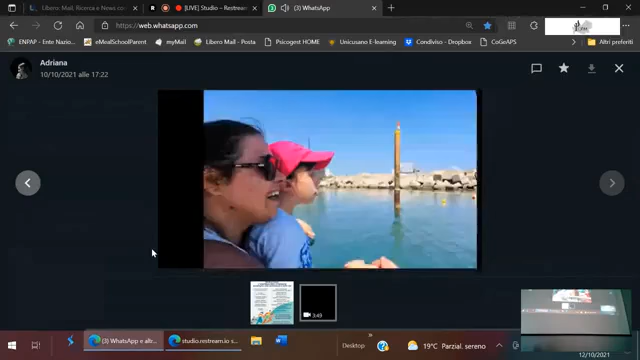 Libero Mail: Ricerca e News co
R
[LIVE] Studio – Restream
(3) WhatsApp
https://web.whatsapp.com
ENPAP - Ente Nazio...
eMealSchoolParent
myMail
Libero Mail - Posta
Psicogest HOME
Unicusano E-learning
Condiviso - Dropbox
CoGeAPS
Altri preferiti
Adriana
10/10/2021 alle 17:22
3:49
(3) WhatsApp e altr...
studio.restream.io s...
Desktop
19°C Parzial. sereno
12/10/2021